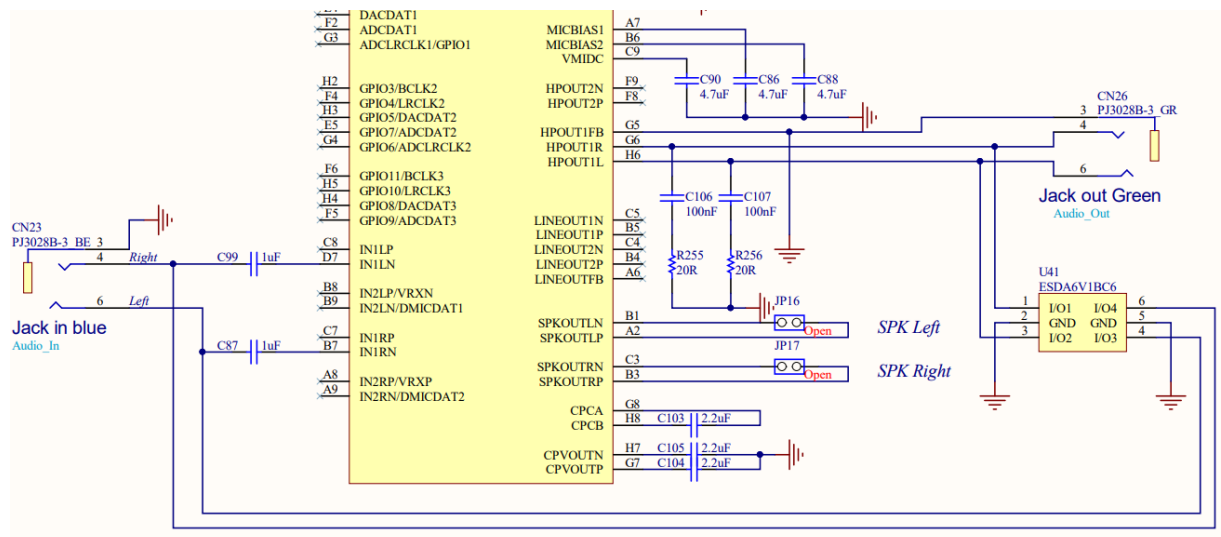 DACDAT1
F2 ADCDAT1
G3 ADCLRCLK1/GPIO1
H2 GPIO3/BCLK2
F4 GPIO4/LRCLK2
H3 GPIO5/DACDAT2
E5 GPIO7/ADCDAT2
G4 GPIO6/ADCLRCLK2
F6 GPIO11/BCLK3
H5 GPIO10/LRCLK3
H4 GPIO8/DACDAT3
F5 GPIO9/ADCDAT3
C8 IN1LP
D7 IN1LN
B8 IN2LP/VRXN
B9 IN2LN/DMICDAT1
C7 IN1RP
B7 IN1RN
A8 IN2RP/VRXP
A9 IN2RN/DMICDAT2
CN23
PJ3028B-3_BE 3
4 Right
6 Left
Jack in blue
Audio_In
C99 1uF
C87 1uF
MICBIAS1 A7
MICBIAS2 B6
VMIDC C9
HPOUT2N F9
HPOUT2P F8
HPOUT1FB G5
HPOUT1R G6
HPOUT1L H6
LINEOUT1N C5
LINEOUT1P B5
LINEOUT2N C4
LINEOUT2P B4
LINEOUTFB A6
SPKOUTLN B1
SPKOUTLP A2
SPKOUTRN C3
SPKOUTRP B3
CPCA G8
CPCB H8 C103 2.2uF
CPVOUTN H7 C105 2.2uF
CPVOUTP G7 C104 2.2uF
C90
4.7uF
C86
4.7uF
C88
4.7uF
C106
100nF
C107
100nF
R255
20R
R256
20R
JP16
Open
SPK Left
JP17
Open
SPK Right
CN26
3 PJ3028B-3_GR
4
6
Jack out Green
Audio_Out
U41
ESDA6V1BC6
1 I/O1 I/O4 6
2 GND GND 5
3 I/O2 I/O3 4